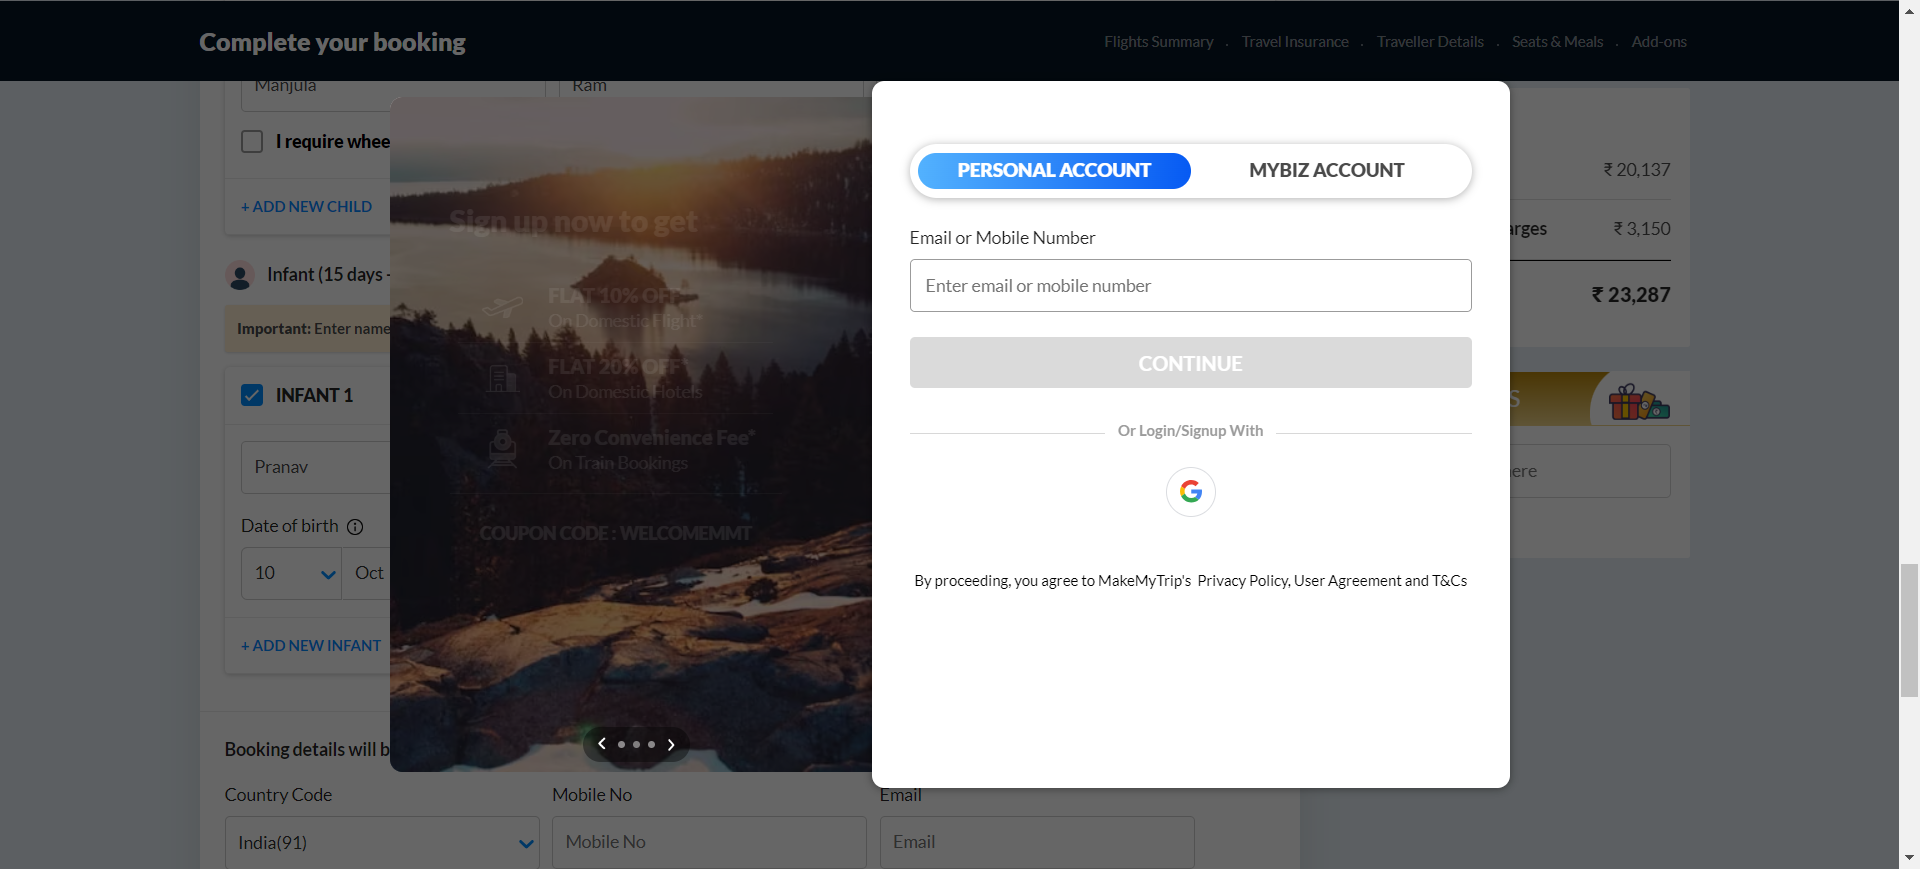 Complete your booking
Flights Summary . Travel Insurance . Traveller Details . Seats & Meals . Add-ons
Manjula
Ram
I require whee
+ ADD NEW CHILD
Infant (15 days -
Important: Enter name
INFANT 1
Pranav
Date of birth
10
Oct
+ ADD NEW INFANT
Booking details will b
Country Code
India(91)
Mobile No
Mobile No
Email
Email
Sign up now to get
FLAT 10% OFF*
On Domestic Flight*
FLAT 20% OFF*
On Domestic Hotels
Zero Convenience Fee*
On Train Bookings
COUPON CODE : WELCOMEMMT
PERSONAL ACCOUNT
MYBIZ ACCOUNT
Email or Mobile Number
Enter email or mobile number
CONTINUE
Or Login/Signup With
By proceeding, you agree to MakeMyTrip's Privacy Policy, User Agreement and T&Cs
₹ 20,137
arges
₹ 3,150
₹ 23,287
S
ere